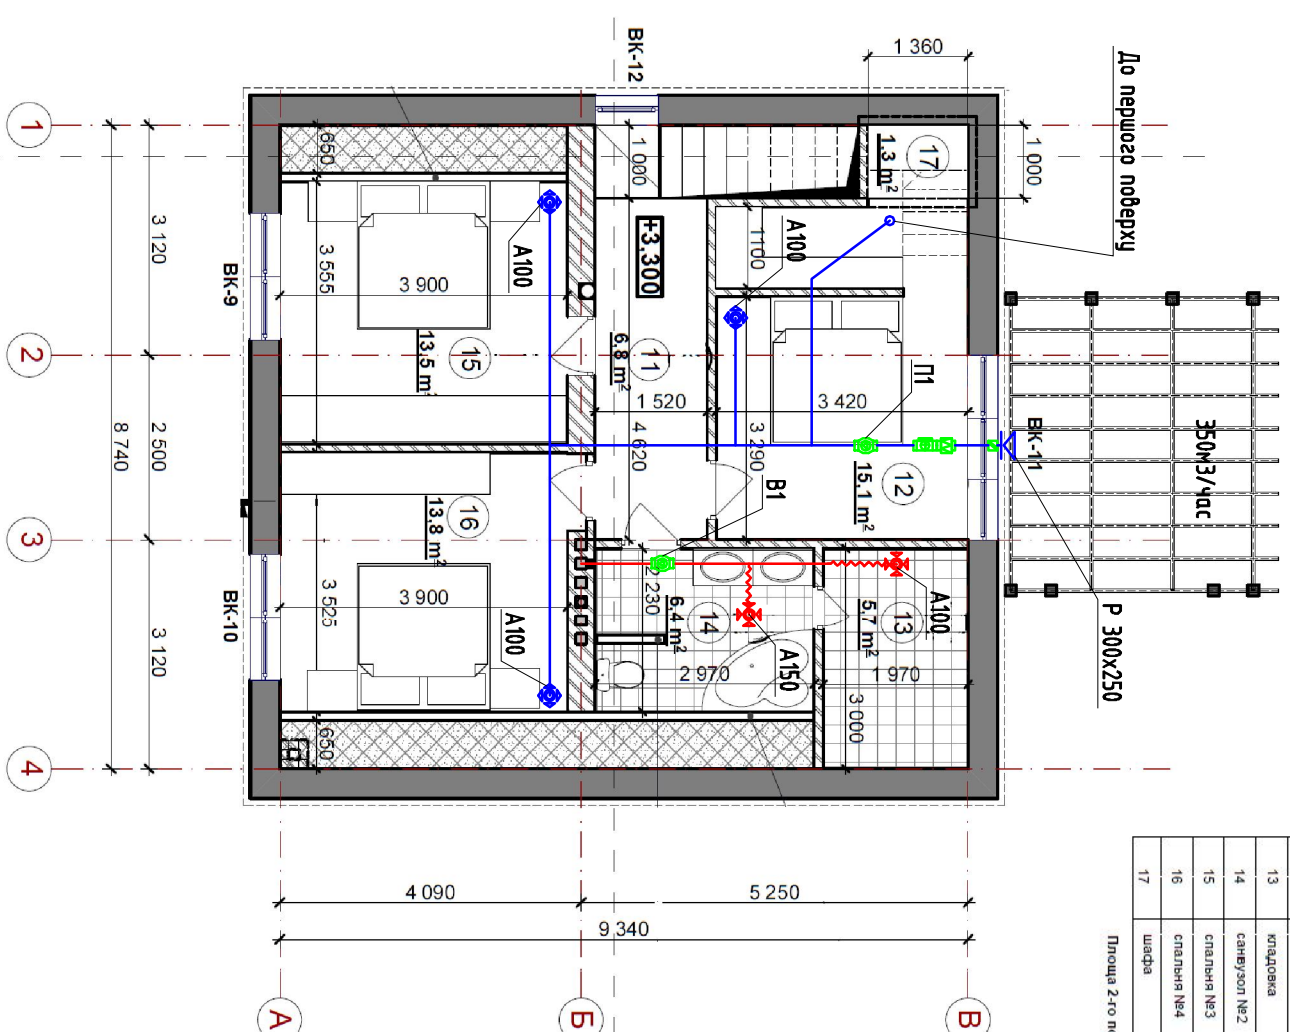 ВК-12
1 360
До першого поверху
1
650
1 000
1,3 m²
17
1 000
3 120
ВК-9
3 555
3 900
А100
+3,300
1100
А100
2
13,5 m²
15
6,8 m²
11
1 520
3 420
П1
350м3/час
ВК-11
8 740
2 500
4 620
3 290
В1
15,1 m²
12
3
13,8 m²
16
Р 300х250
3 525
3 900
ВК-10
А100
2 230
6,4 m²
14
5,7 m²
13
А100
3 120
2 970
А150
1 970
3 000
4
650
4 090
5 250
9 340
А
Б
В
13 кладовка
14 санвузол №2
15 спальня №3
16 спальня №4
17 шафа
Площа 2-го